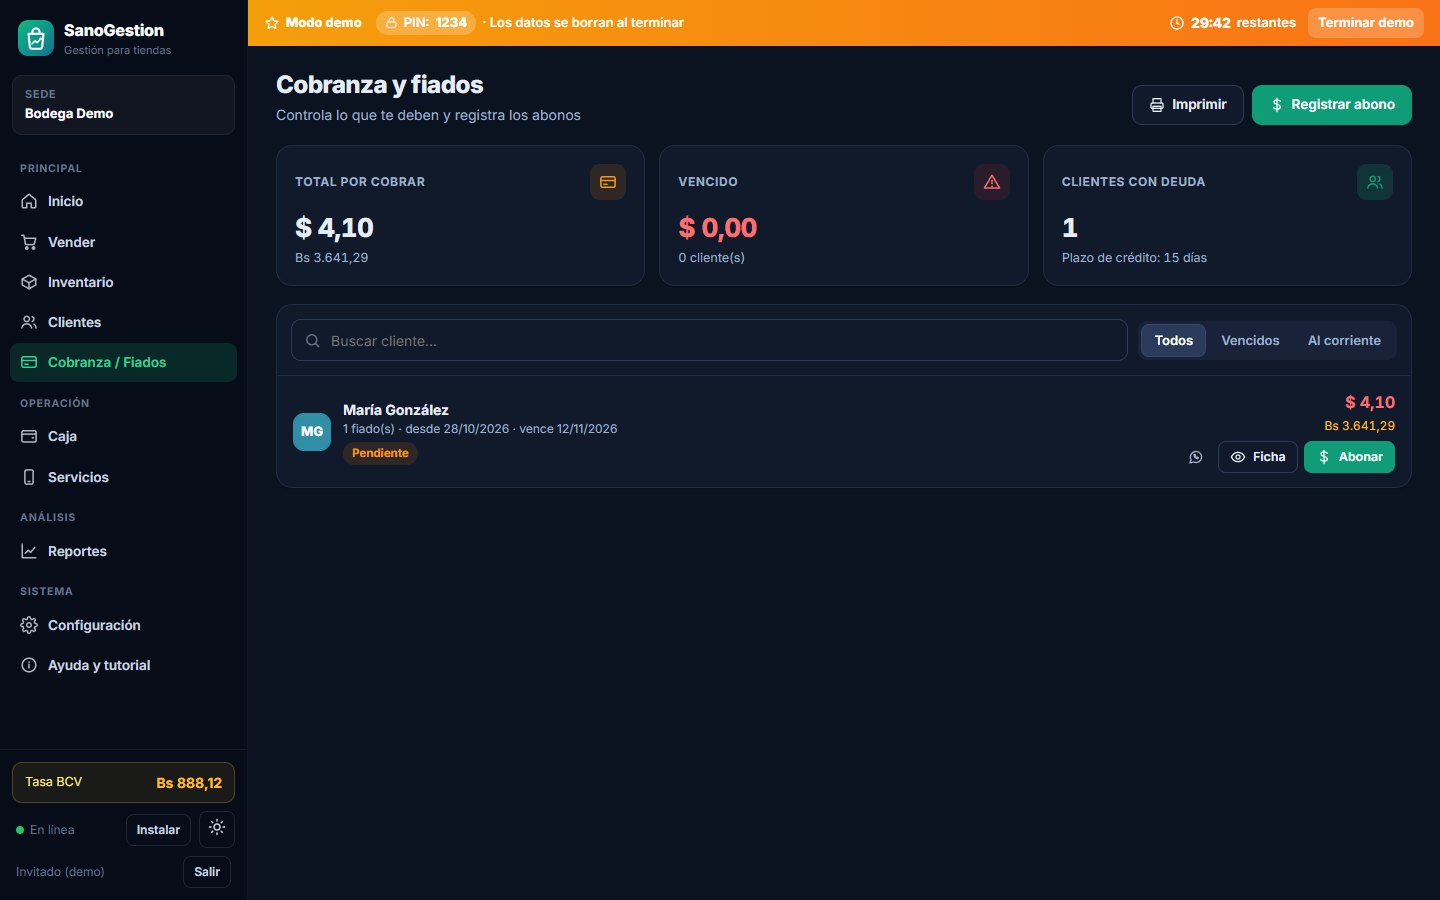 SanoGestion
Gestión para tiendas
SEDE
Bodega Demo
PRINCIPAL
Inicio
Vender
Inventario
Clientes
Cobranza / Fiados
OPERACIÓN
Caja
Servicios
ANÁLISIS
Reportes
SISTEMA
Configuración
Ayuda y tutorial
Tasa BCV Bs 888,12
En línea Instalar
Invitado (demo) Salir
Modo demo PIN: 1234 · Los datos se borran al terminar 29:42 restantes Terminar demo
Cobranza y fiados
Controla lo que te deben y registra los abonos
Imprimir $ Registrar abono
TOTAL POR COBRAR
$ 4,10
Bs 3.641,29
VENCIDO
$ 0,00
0 cliente(s)
CLIENTES CON DEUDA
1
Plazo de crédito: 15 días
Buscar cliente... Todos Vencidos Al corriente
MG
María González
1 fiado(s) · desde 28/10/2026 · vence 12/11/2026
Pendiente
$ 4,10
Bs 3.641,29
Ficha $ Abonar